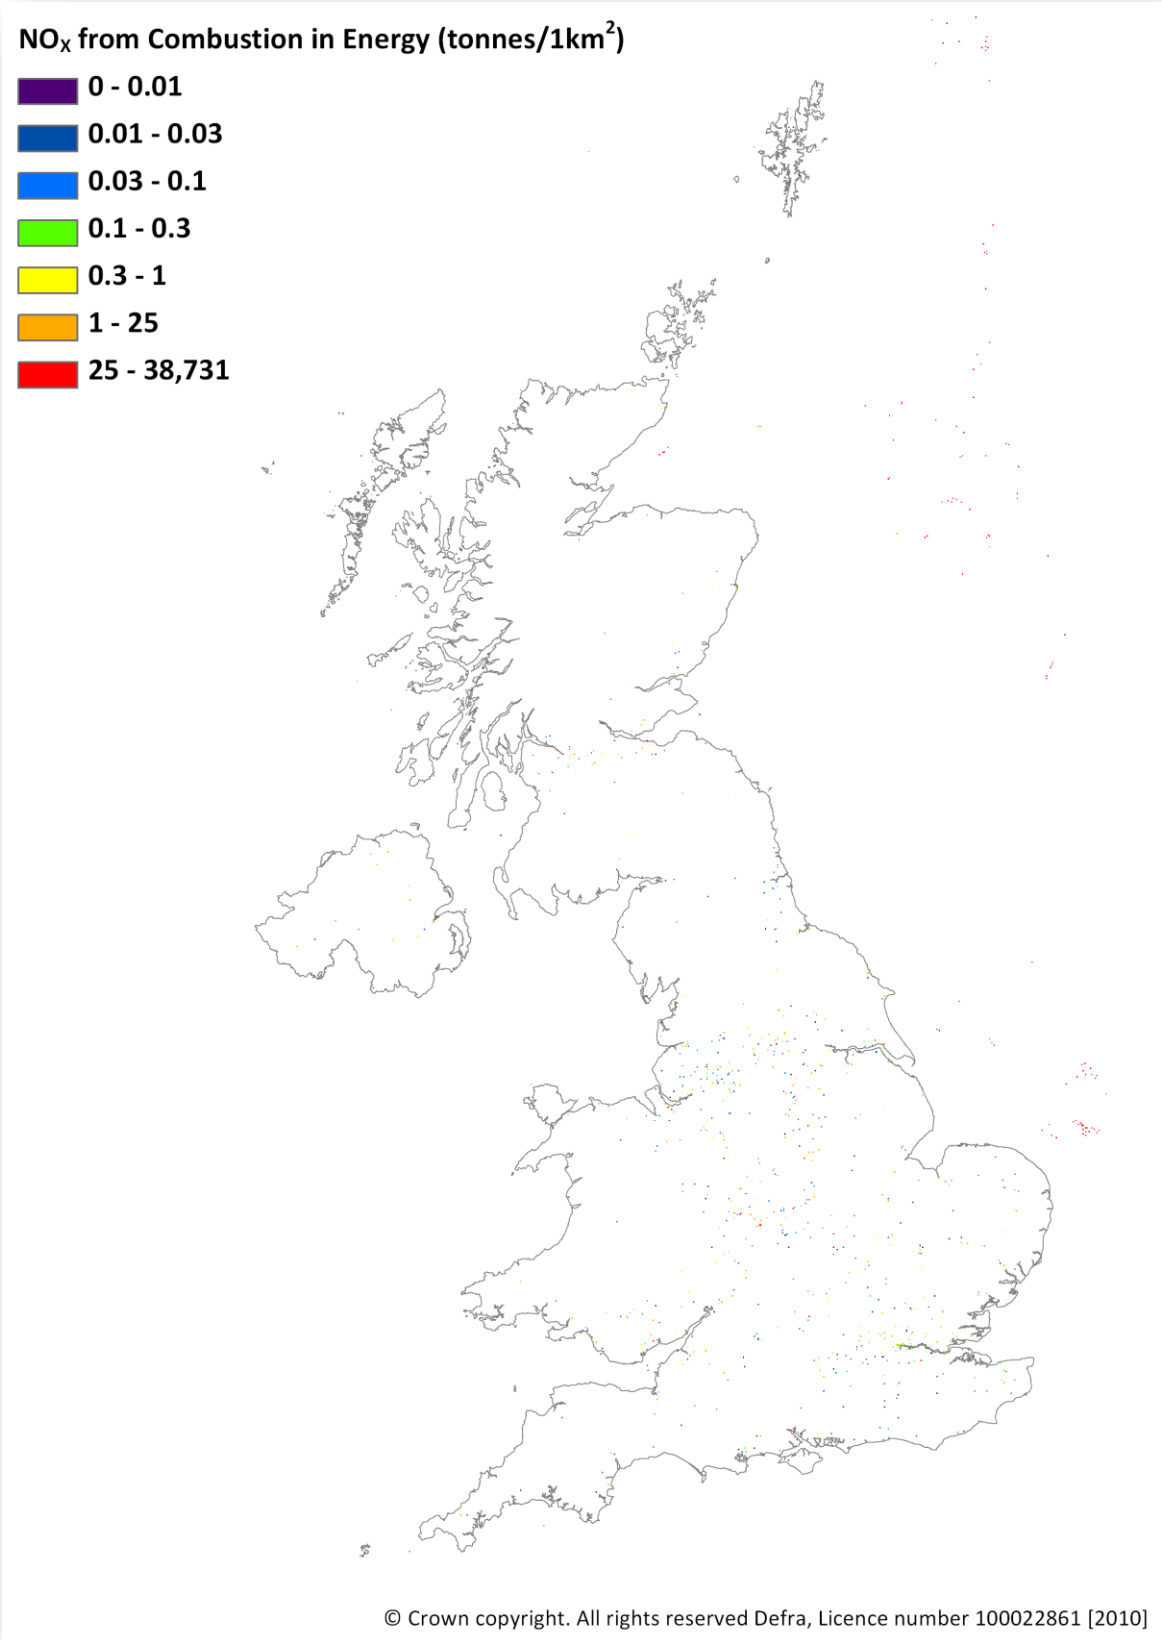 NOX from Combustion in Energy (tonnes/1km2)
0 - 0.01
0.01 - 0.03
0.03 - 0.1
0.1 - 0.3
0.3 - 1
1 - 25
25 - 38,731
© Crown copyright. All rights reserved Defra, Licence number 100022861 [2010]